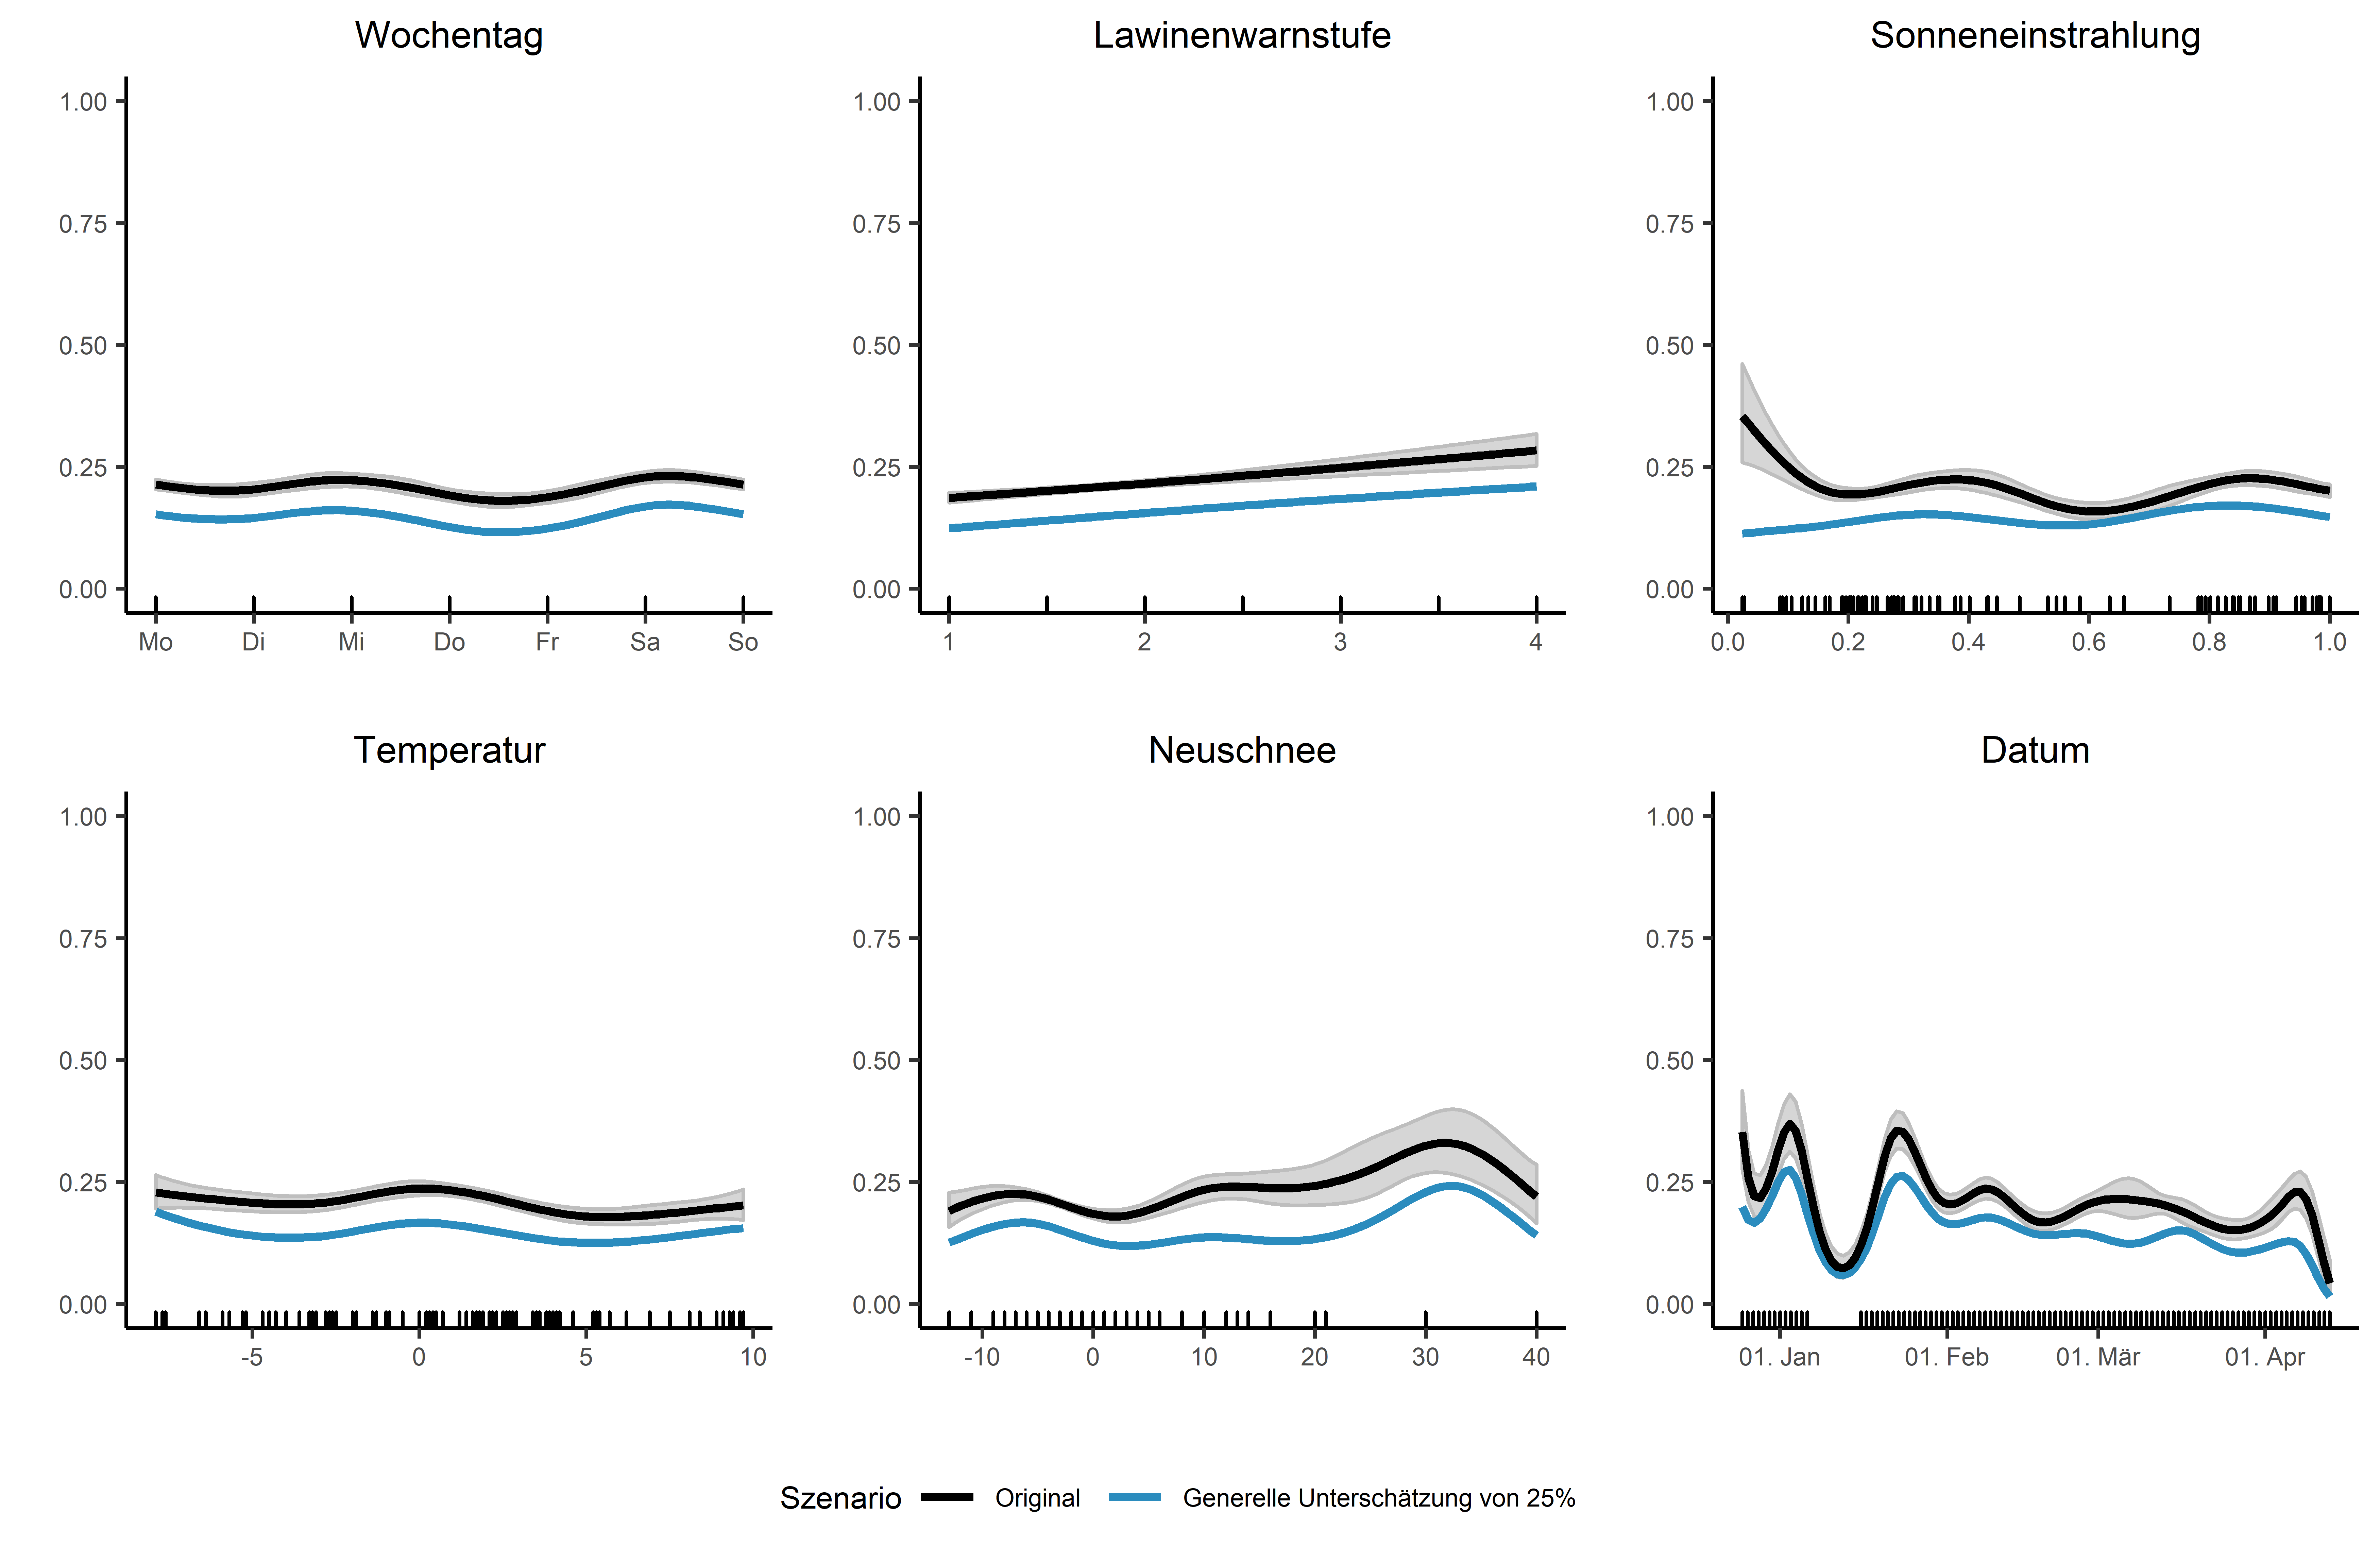 Wochentag
1.00
0.75
0.50
0.25
0.00
Mo Di Mi Do Fr Sa So
Lawinenwarnstufe
1.00
0.75
0.50
0.25
0.00
1 2 3 4
Sonneneinstrahlung
1.00
0.75
0.50
0.25
0.00
0.0 0.2 0.4 0.6 0.8 1.0
Temperatur
1.00
0.75
0.50
0.25
0.00
-5 0 5 10
Neuschnee
1.00
0.75
0.50
0.25
0.00
-10 0 10 20 30 40
Datum
1.00
0.75
0.50
0.25
0.00
01. Jan 01. Feb 01. Mär 01. Apr
Szenario Original Generelle Unterschätzung von 25%